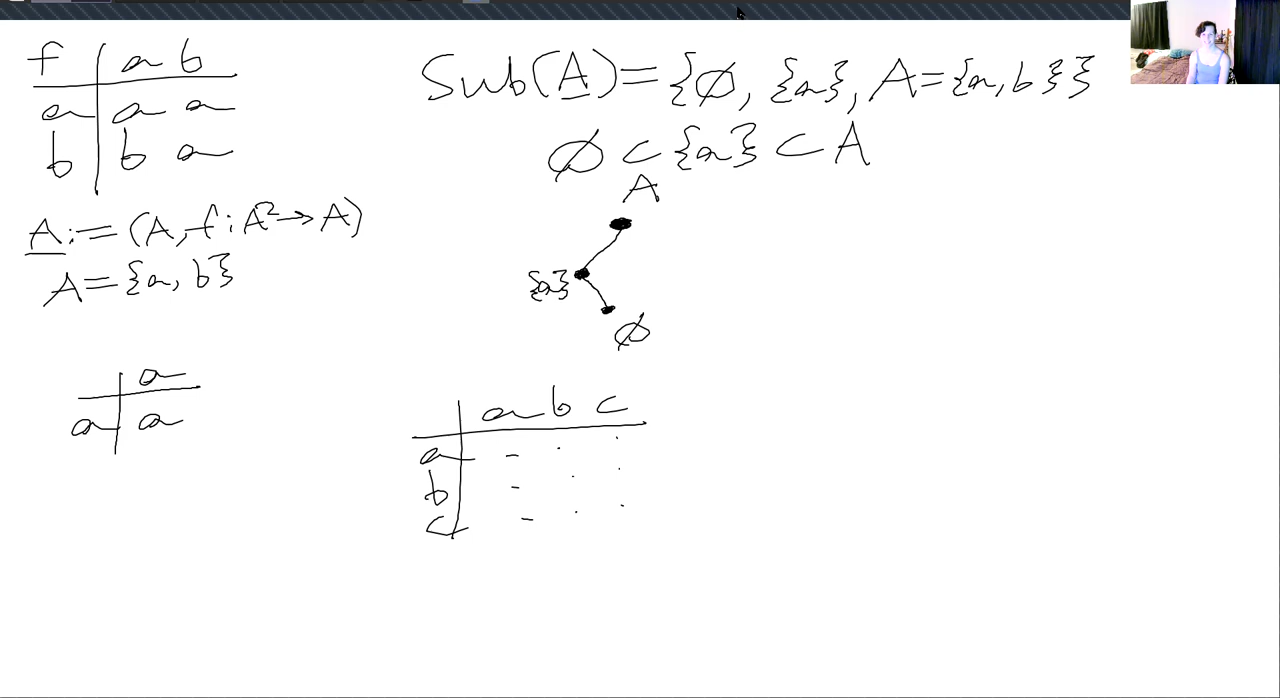 f | a b
a | a a
b | b a
A := (A, f : A² → A)
A = {a, b}
Sub(A) = {∅, {a}, A = {a, b}}
∅ ⊂ {a} ⊂ A
A
{a}
∅
| a
a | a
| a b c
a | - · ·
b | - · ·
c | - · ·